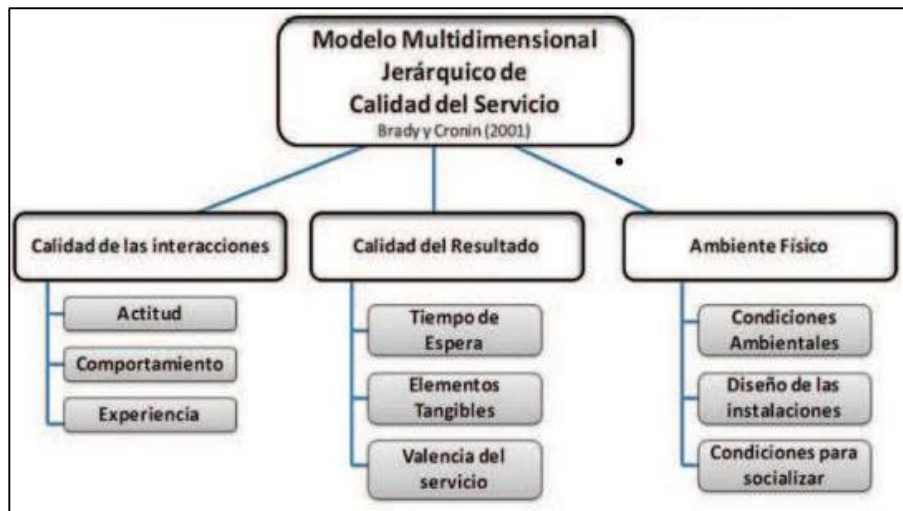 Modelo Multidimensional
Jerárquico de
Calidad del Servicio
Brady y Cronin (2001)
Calidad de las interacciones
Actitud
Comportamiento
Experiencia
Calidad del Resultado
Tiempo de
Espera
Elementos
Tangibles
Valencia del
servicio
Ambiente Físico
Condiciones
Ambientales
Diseño de las
instalaciones
Condiciones para
socializar